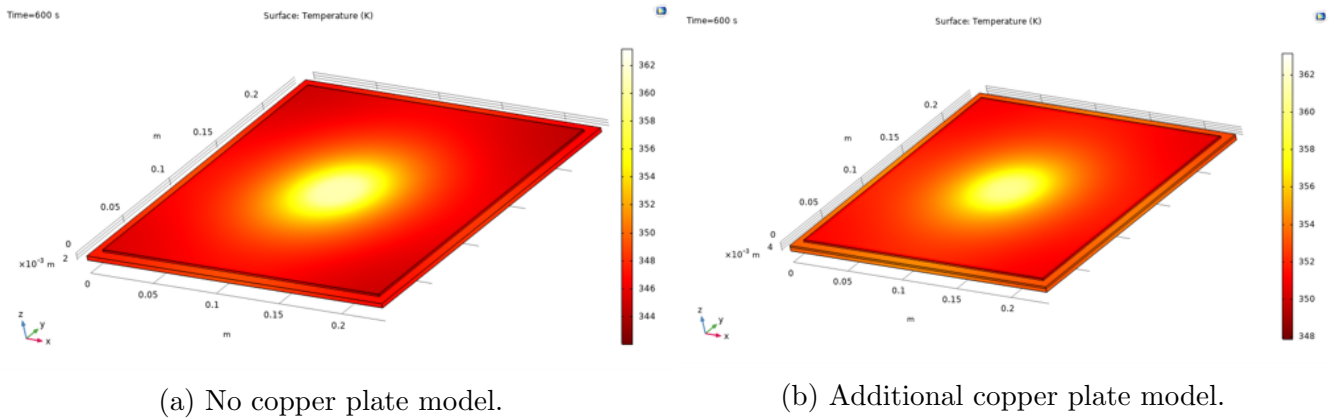 Time=600 s
Surface: Temperature (K)
0.2
0.15
0.1
0.05
0
m
×10⁻³ m
2
0
0.05
0.1
0.15
0.2
m
z
y
x
362
360
358
356
354
352
350
348
346
344
(a) No copper plate model.
Time=600 s
Surface: Temperature (K)
0.2
0.15
0.1
0.05
0
m
×10⁻³ m
4
0
0.05
0.1
0.15
0.2
m
z
y
x
362
360
358
356
354
352
350
348
(b) Additional copper plate model.